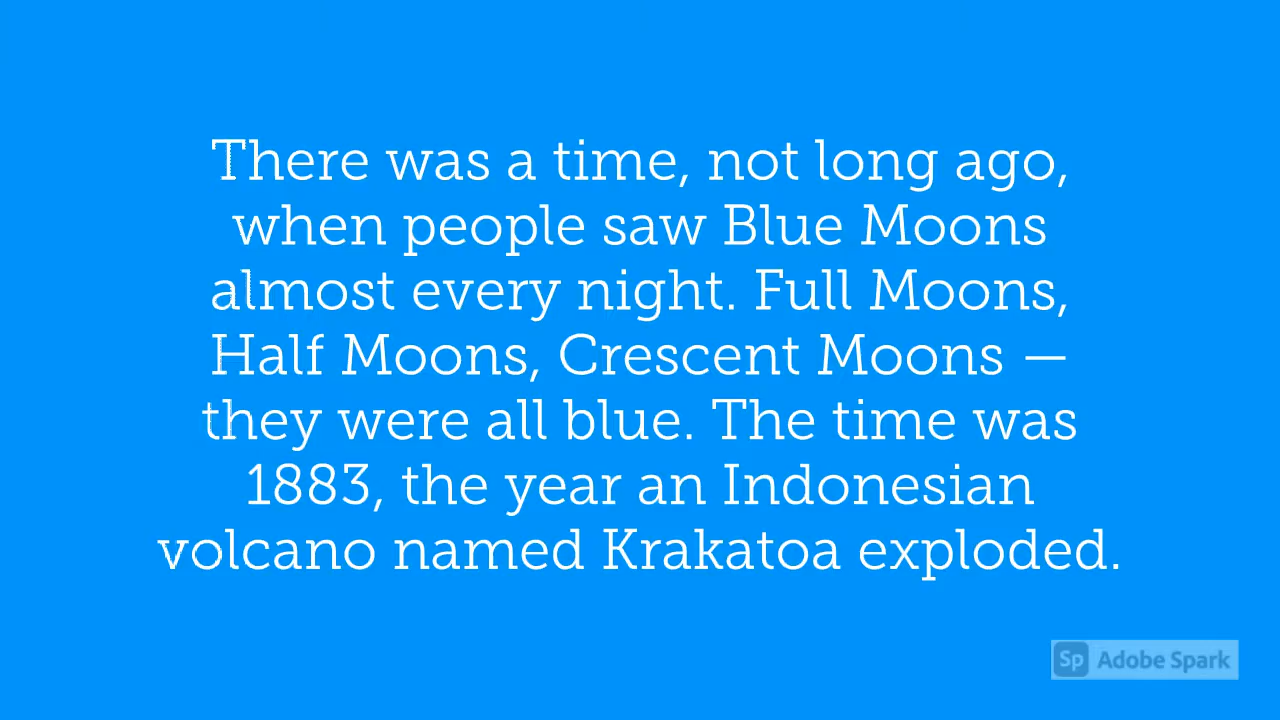 There was a time, not long ago,
when people saw Blue Moons
almost every night. Full Moons,
Half Moons, Crescent Moons —
they were all blue. The time was
1883, the year an Indonesian
volcano named Krakatoa exploded.
Sp Adobe Spark